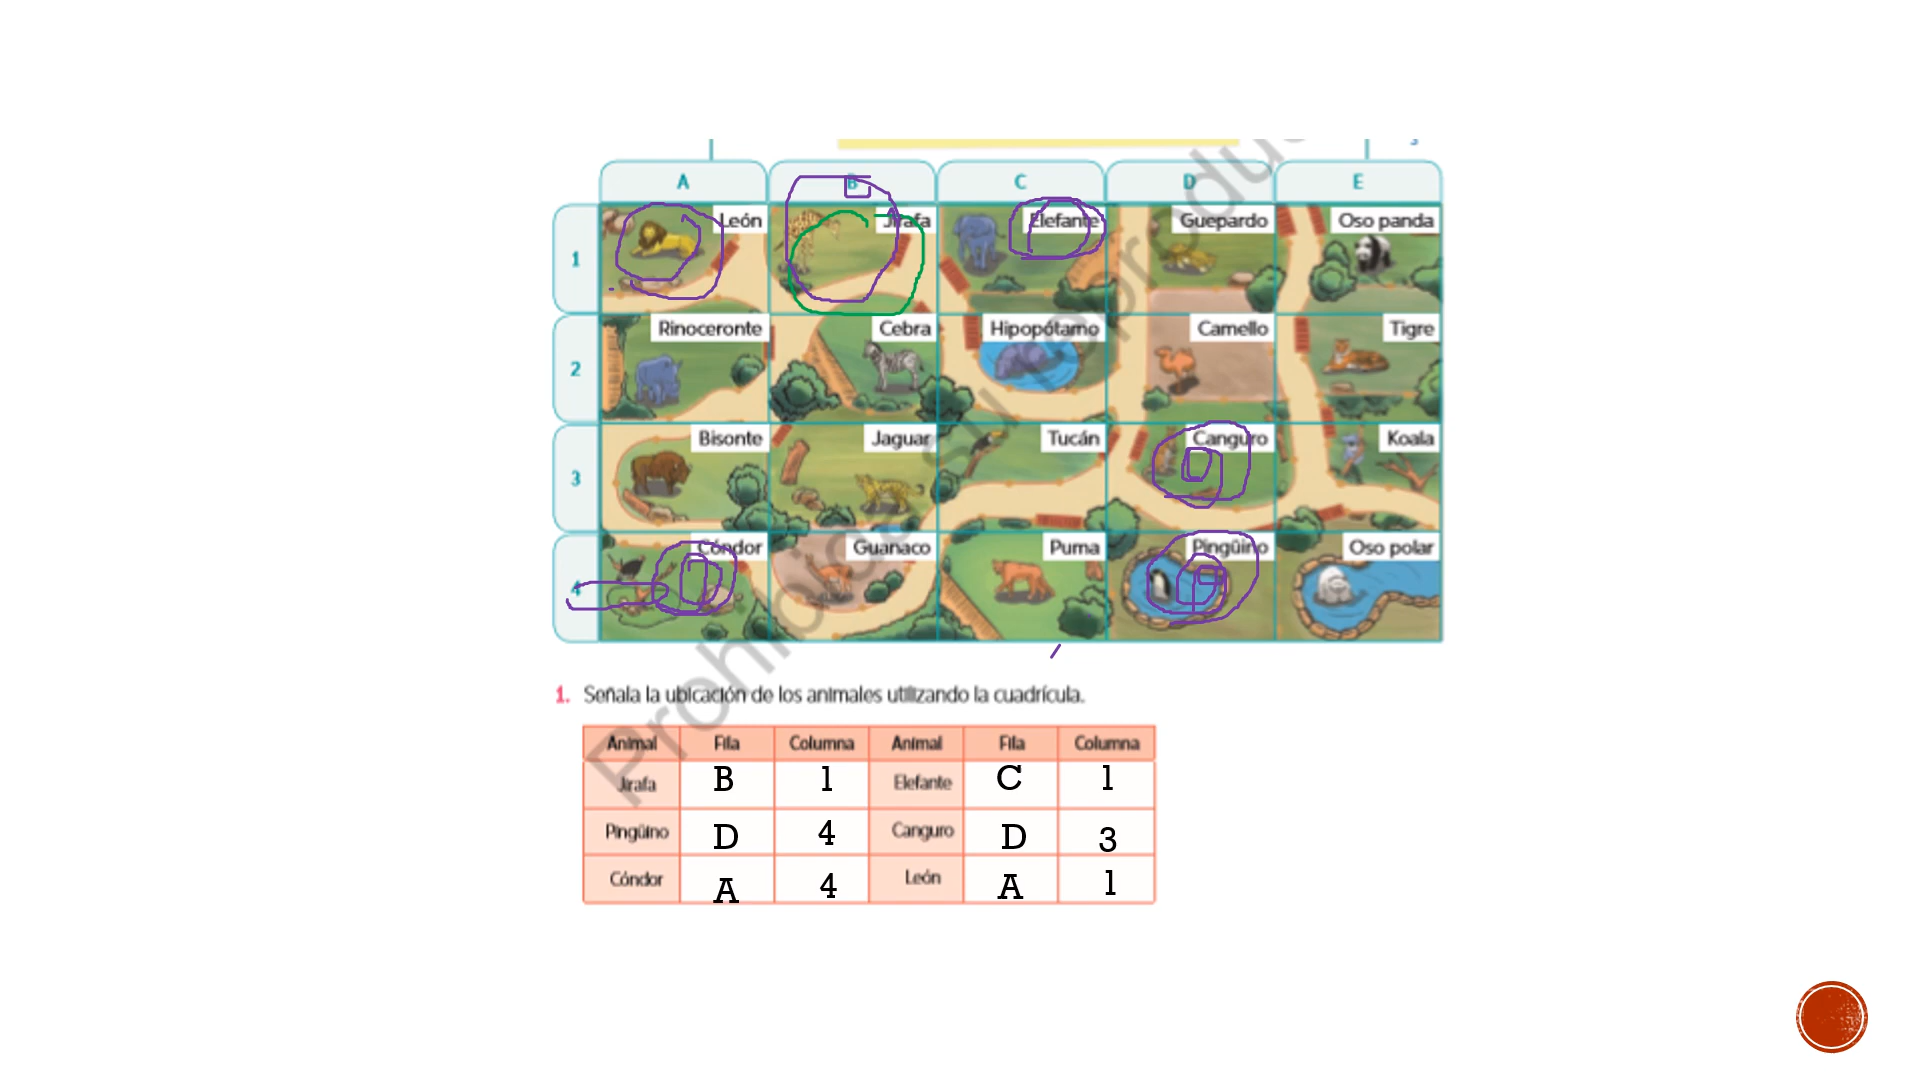 A B C D E
1 León Jirafa Elefante Guepardo Oso panda
2 Rinoceronte Cebra Hipopótamo Camello Tigre
3 Bisonte Jaguar Tucán Canguro Koala
4 Cóndor Guanaco Puma Pingüino Oso polar
1. Señala la ubicación de los animales utilizando la cuadrícula.
Animal Fila Columna Animal Fila Columna
Jirafa B 1 Elefante C 1
Pingüino D 4 Canguro D 3
Cóndor A 4 León A 1